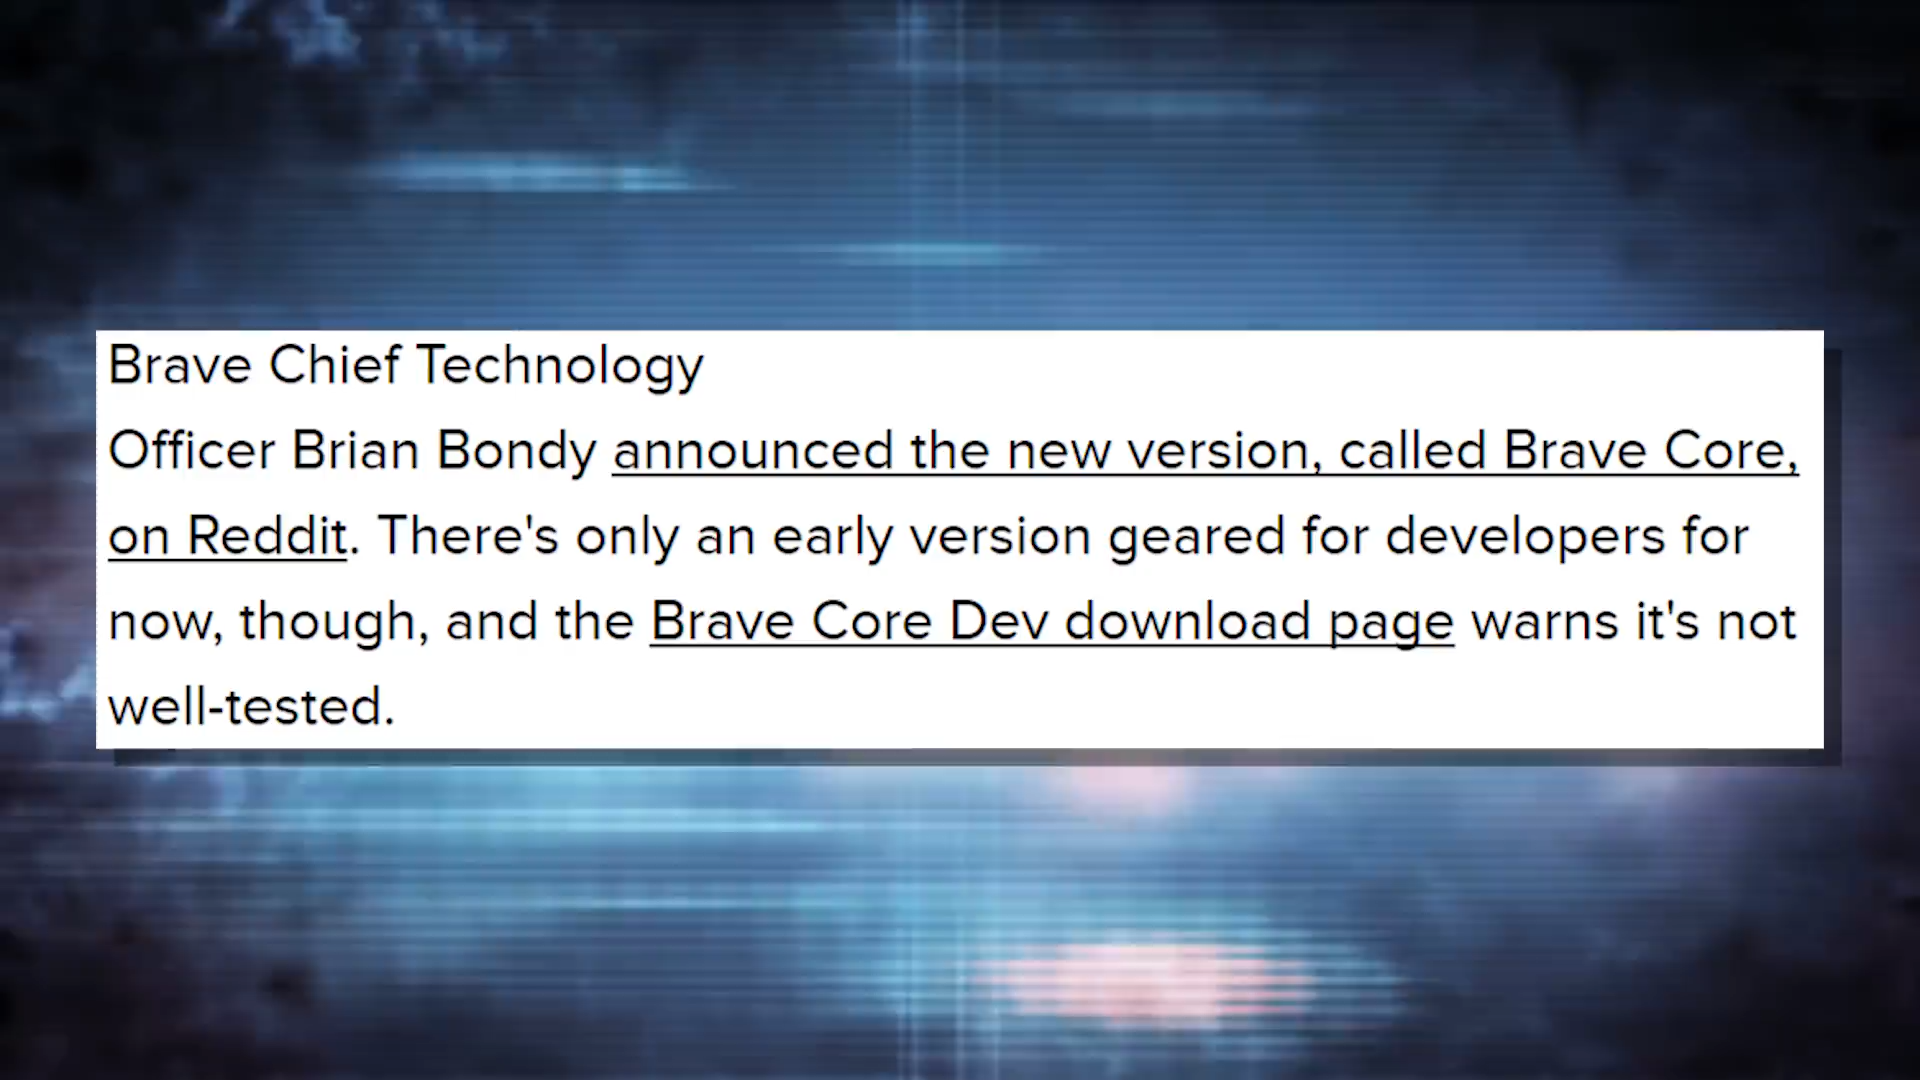 Brave Chief Technology
Officer Brian Bondy announced the new version, called Brave Core,
on Reddit. There's only an early version geared for developers for
now, though, and the Brave Core Dev download page warns it's not
well-tested.